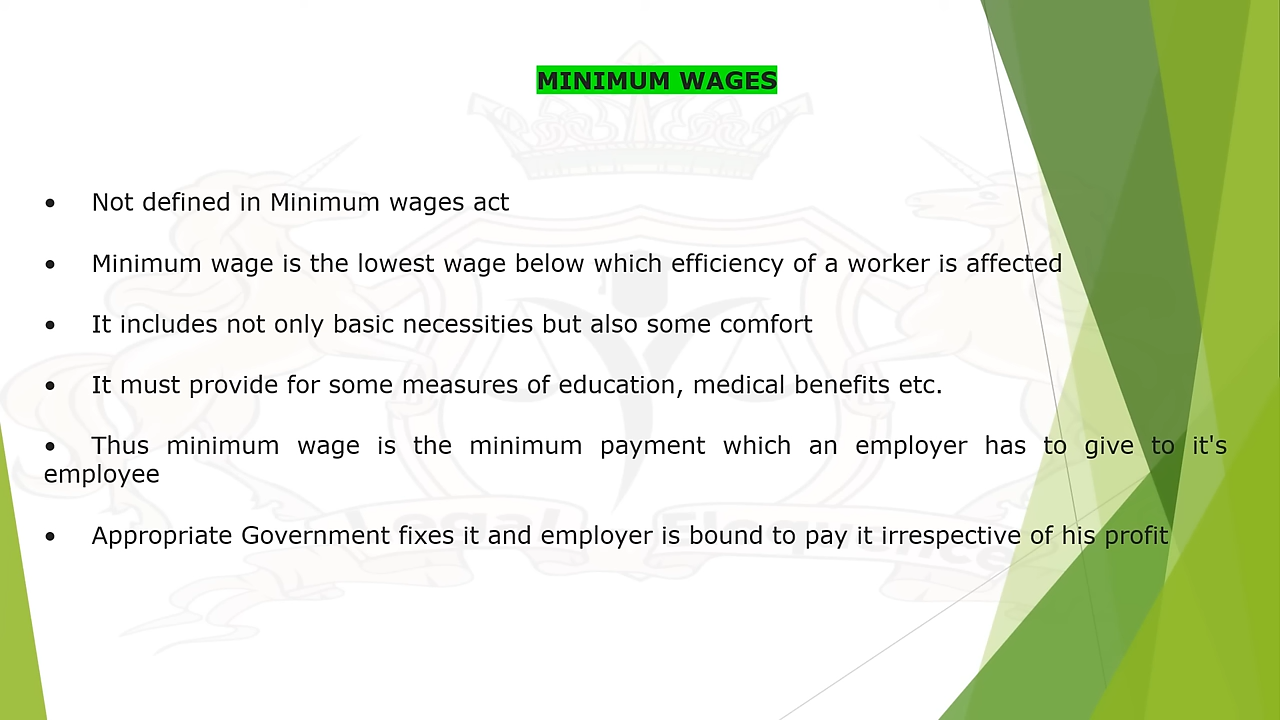 MINIMUM WAGES
• Not defined in Minimum wages act
• Minimum wage is the lowest wage below which efficiency of a worker is affected
• It includes not only basic necessities but also some comfort
• It must provide for some measures of education, medical benefits etc.
• Thus minimum wage is the minimum payment which an employer has to give to it's
employee
• Appropriate Government fixes it and employer is bound to pay it irrespective of his profit
Legal Eloquence